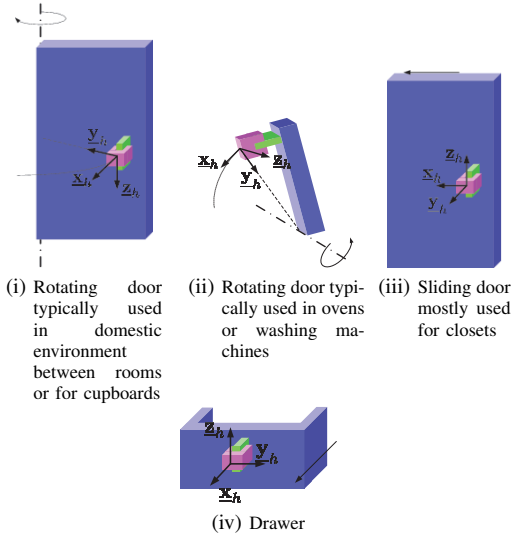 y_h
x_h
z_h
x_h
z_h
y_h
z_h
x_h
y_h
(i) Rotating door
typically used
in domestic
environment
between rooms
or for cupboards
(ii) Rotating door typi-
cally used in ovens
or washing ma-
chines
(iii) Sliding door
mostly used
for closets
z_h
y_h
x_h
(iv) Drawer